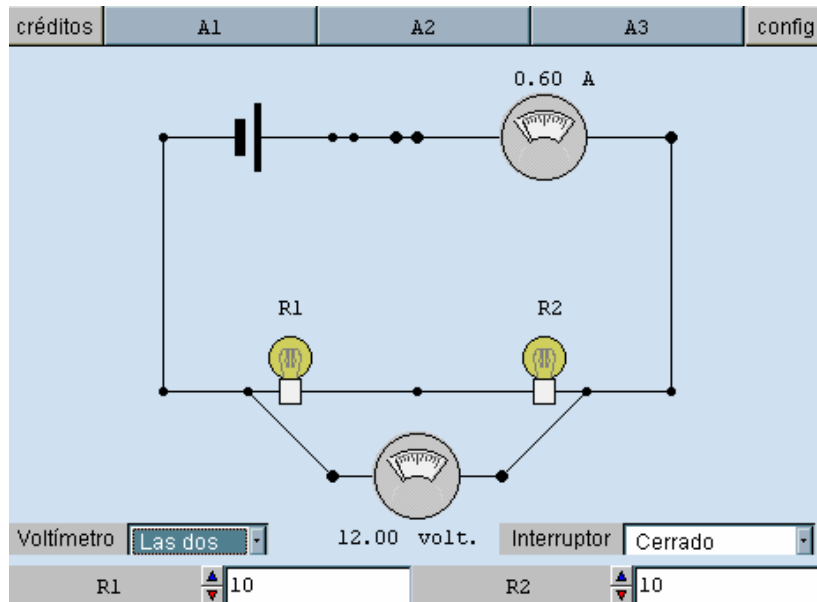 créditos A1 A2 A3 config
0.60 A
R1 R2
Voltímetro Las dos 12.00 volt. Interruptor Cerrado
R1 10 R2 10